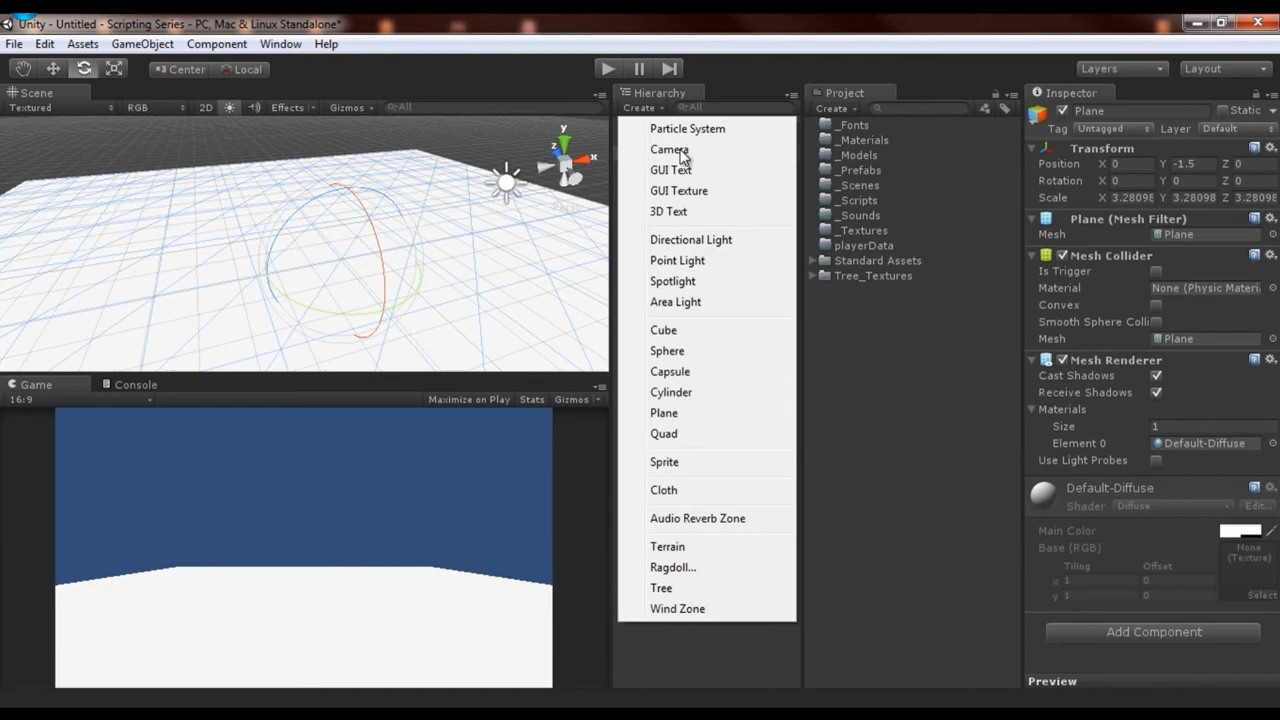 Unity - Untitled - Scripting Series - PC, Mac & Linux Standalone*
File Edit Assets GameObject Component Window Help
Center Local Layers Layout
Scene
Textured RGB 2D Effects Gizmos All
y
z
x
Game Console
16:9 Maximize on Play Stats Gizmos
Hierarchy
Create All
Particle System
Camera
GUI Text
GUI Texture
3D Text
Directional Light
Point Light
Spotlight
Area Light
Cube
Sphere
Capsule
Cylinder
Plane
Quad
Sprite
Cloth
Audio Reverb Zone
Terrain
Ragdoll...
Tree
Wind Zone
Project
Create
_Fonts
_Materials
_Models
_Prefabs
_Scenes
_Scripts
_Sounds
_Textures
playerData
Standard Assets
Tree_Textures
Inspector
Plane Static
Tag Untagged Layer Default
Transform
Position X 0 Y -1.5 Z 0
Rotation X 0 Y 0 Z 0
Scale X 3.28098 Y 3.28098 Z 3.28098
Plane (Mesh Filter)
Mesh Plane
Mesh Collider
Is Trigger
Material None (Physic Materi
Convex
Smooth Sphere Colli
Mesh Plane
Mesh Renderer
Cast Shadows
Receive Shadows
Materials
Size 1
Element 0 Default-Diffuse
Use Light Probes
Default-Diffuse
Shader Diffuse Edit...
Main Color
Base (RGB) None (Texture)
Tiling Offset
x 1 0
y 1 0 Select
Add Component
Preview